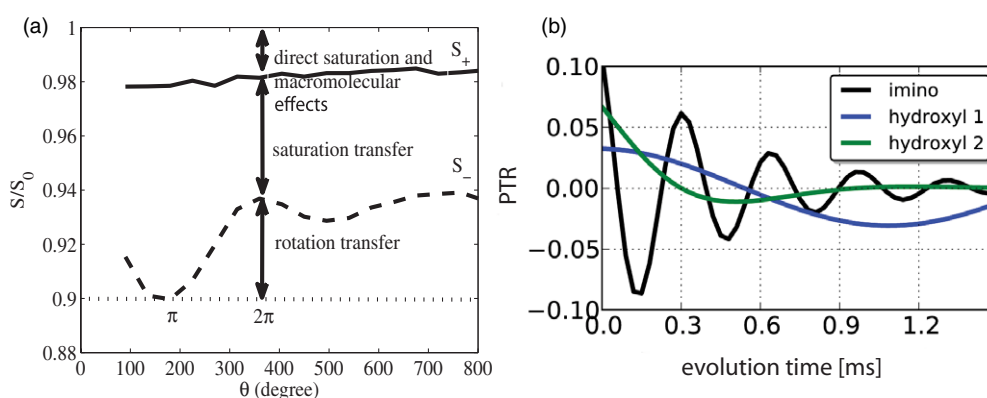 (a)
1
0.98
0.96
0.94
0.92
0.9
0.88
S/S0
direct saturation and
macromolecular
effects
S+
saturation transfer
S−
rotation transfer
π
2π
0 100 200 300 400 500 600 700 800
θ (degree)
(b)
0.10
0.05
0.00
−0.05
−0.10
PTR
imino
hydroxyl 1
hydroxyl 2
0.0 0.3 0.6 0.9 1.2
evolution time [ms]